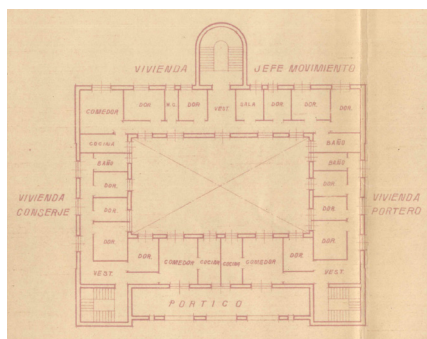 VIVIENDA JEFE MOVIMIENTO
COMEDOR DOR. W.C. DOR. VEST. SALA DOR. DOR. DOR.
COCINA BAÑO
BAÑO BAÑO
DOR. DOR.
VIVIENDA
CONSERJE
VIVIENDA
PORTERO
DOR. DOR.
DOR. DOR.
DOR. COMEDOR COCINA COCINA COMEDOR DOR.
VEST. VEST.
PORTICO